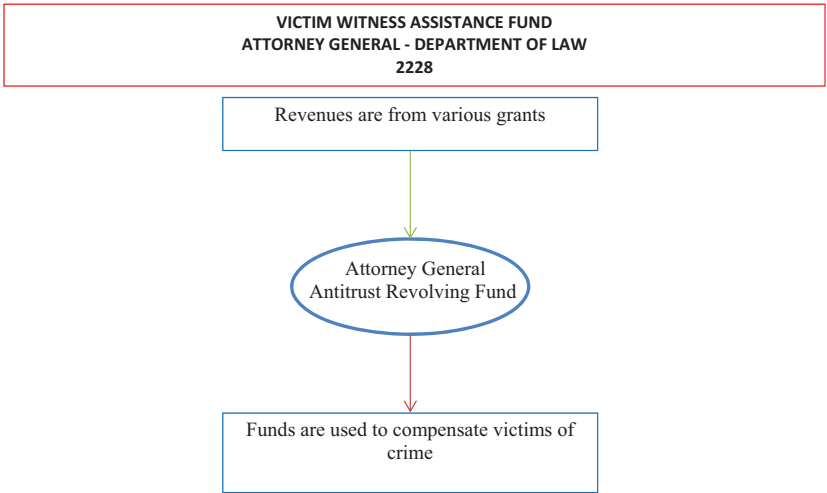 VICTIM WITNESS ASSISTANCE FUND
ATTORNEY GENERAL - DEPARTMENT OF LAW
2228
Revenues are from various grants
Attorney General
Antitrust Revolving Fund
Funds are used to compensate victims of
crime